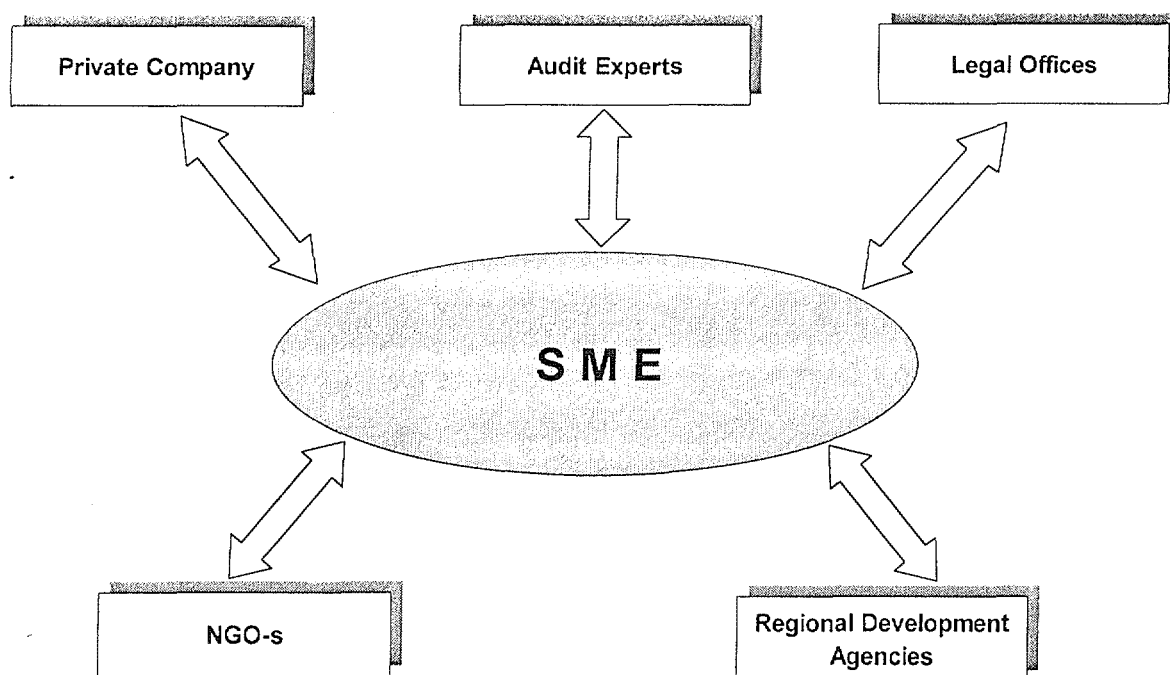 Private Company
Audit Experts
Legal Offices
S M E
NGO-s
Regional Development
Agencies